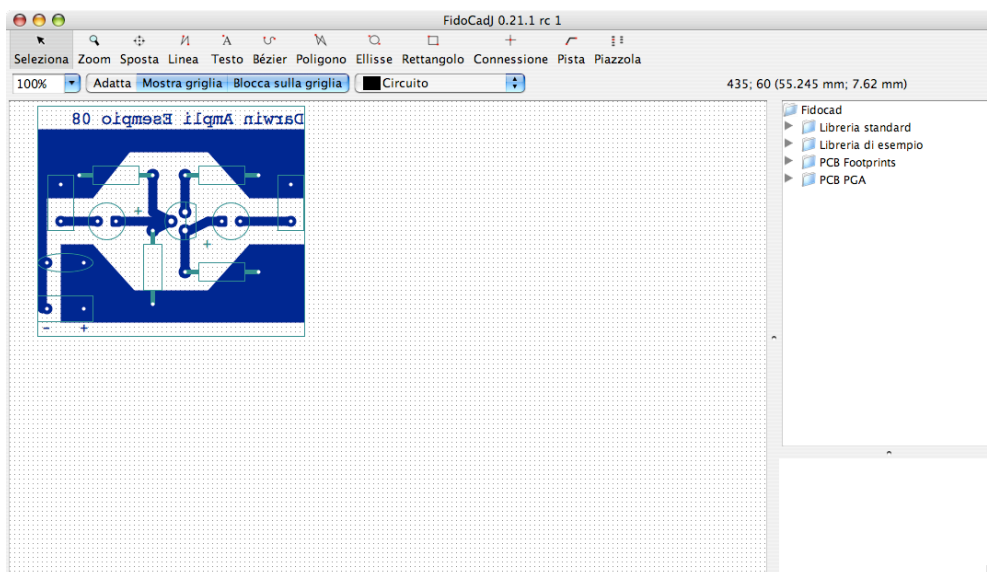 FidoCadJ 0.21.1 rc 1
Seleziona Zoom Sposta Linea Testo Bézier Poligono Ellisse Rettangolo Connessione Pista Piazzola
100% Adatta Mostra griglia Blocca sulla griglia Circuito 435; 60 (55.245 mm; 7.62 mm)
Darwin Ampli Esempio 08
+
+
- +
Fidocad
Libreria standard
Libreria di esempio
PCB Footprints
PCB PGA